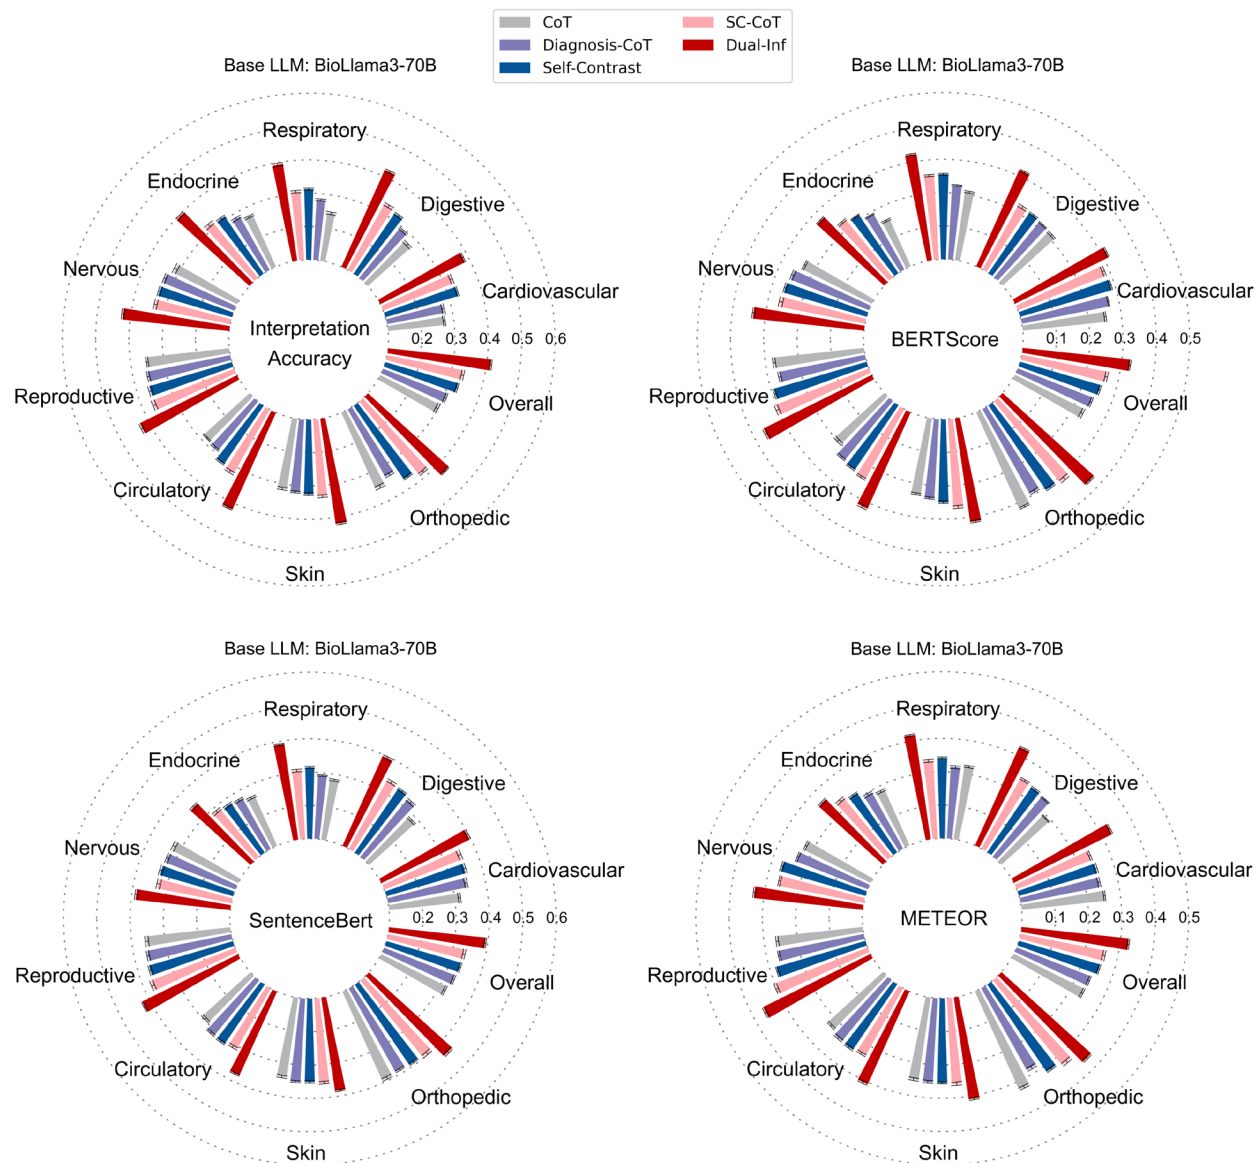 CoT
Diagnosis-CoT
Self-Contrast
SC-CoT
Dual-Inf
Base LLM: BioLlama3-70B
Respiratory
Endocrine
Digestive
Nervous
Cardiovascular
Interpretation
Accuracy
0.2 0.3 0.4 0.5 0.6
Reproductive
Overall
Circulatory
Orthopedic
Skin
Base LLM: BioLlama3-70B
Respiratory
Endocrine
Digestive
Nervous
Cardiovascular
BERTScore
0.1 0.2 0.3 0.4 0.5
Reproductive
Overall
Circulatory
Orthopedic
Skin
Base LLM: BioLlama3-70B
Respiratory
Endocrine
Digestive
Nervous
Cardiovascular
SentenceBert
0.2 0.3 0.4 0.5 0.6
Reproductive
Overall
Circulatory
Orthopedic
Skin
Base LLM: BioLlama3-70B
Respiratory
Endocrine
Digestive
Nervous
Cardiovascular
METEOR
0.1 0.2 0.3 0.4 0.5
Reproductive
Overall
Circulatory
Orthopedic
Skin